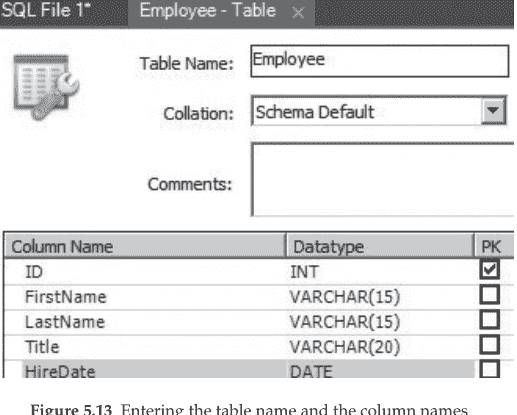 SQL File 1* Employee - Table ×
Table Name: Employee
Collation: Schema Default
Comments:
Column Name Datatype PK
ID INT
FirstName VARCHAR(15)
LastName VARCHAR(15)
Title VARCHAR(20)
HireDate DATE
Figure 5.13 Entering the table name and the column names